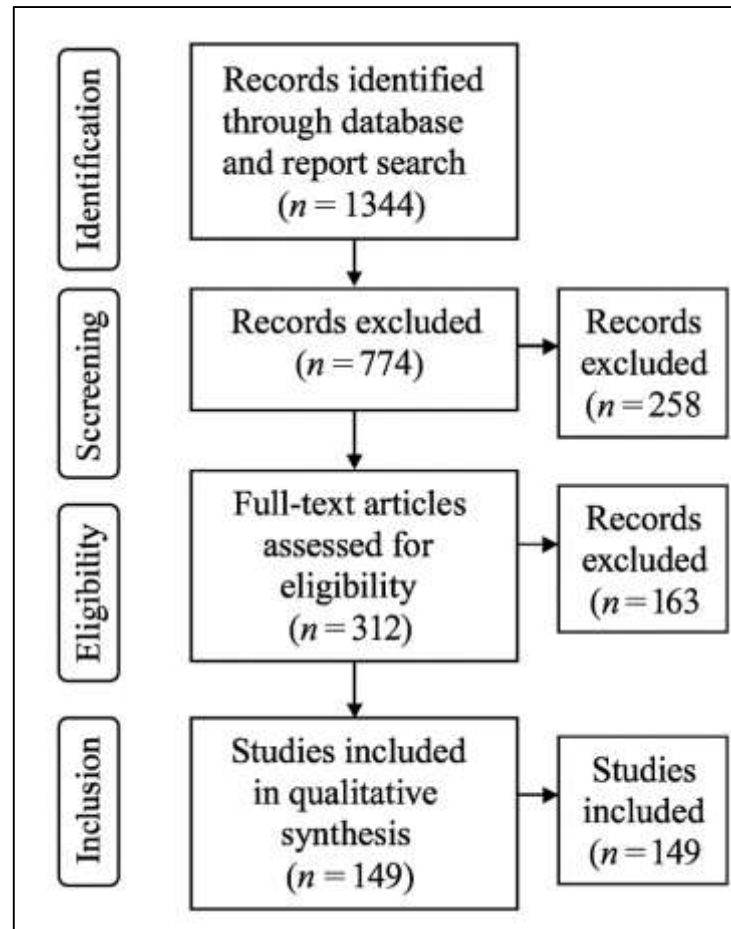 Identification
Records identified
through database
and report search
(n = 1344)
Sccreening
Records excluded
(n = 774)
Records
excluded
(n = 258
Eligibility
Full-text articles
assessed for
eligibility
(n = 312)
Records
excluded
(n = 163
Inclusion
Studies included
in qualitative
synthesis
(n = 149)
Studies
included
(n = 149